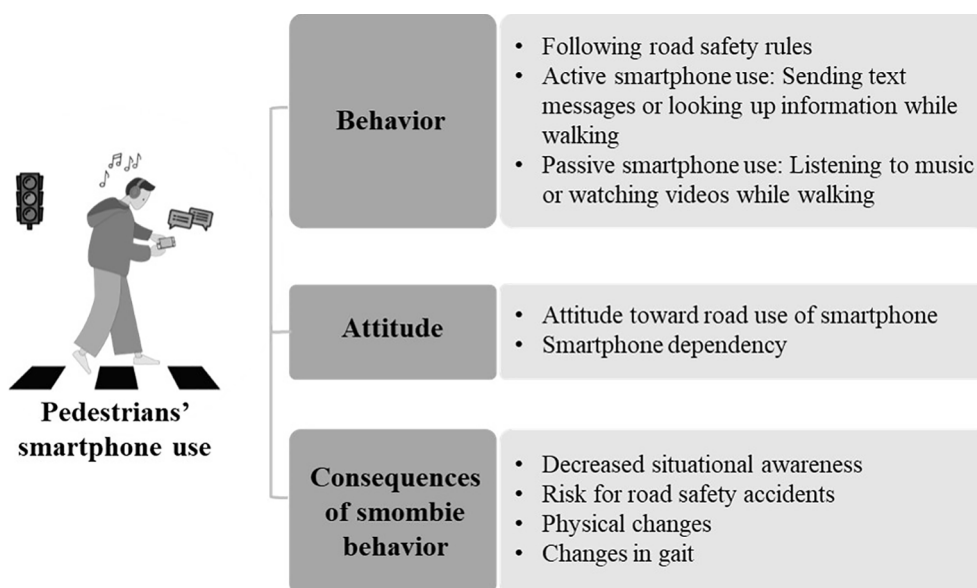 Behavior
• Following road safety rules
• Active smartphone use: Sending text
messages or looking up information while
walking
• Passive smartphone use: Listening to music
or watching videos while walking
Pedestrians’
smartphone use
Attitude
• Attitude toward road use of smartphone
• Smartphone dependency
Consequences
of smombie
behavior
• Decreased situational awareness
• Risk for road safety accidents
• Physical changes
• Changes in gait